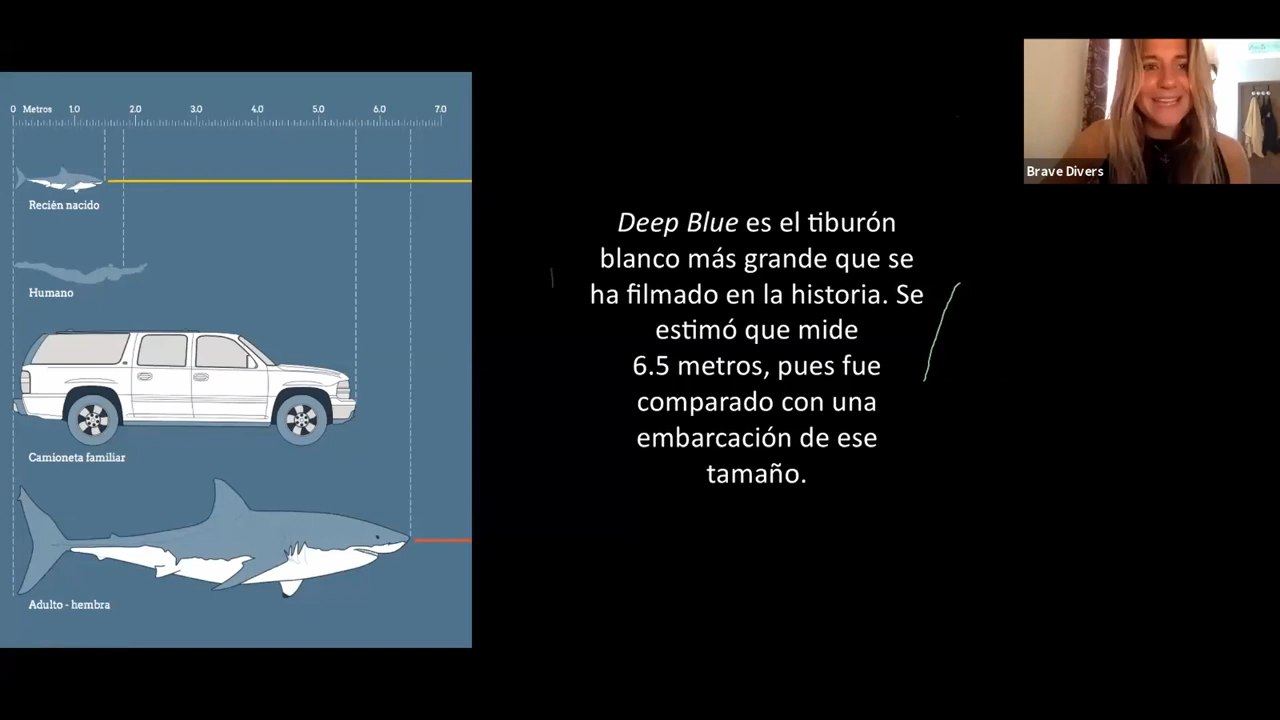 0 Metros 1.0 2.0 3.0 4.0 5.0 6.0 7.0
Recién nacido
Humano
Camioneta familiar
Adulto - hembra
Deep Blue es el tiburón
blanco más grande que se
ha filmado en la historia. Se
estimó que mide
6.5 metros, pues fue
comparado con una
embarcación de ese
tamaño.
Brave Divers